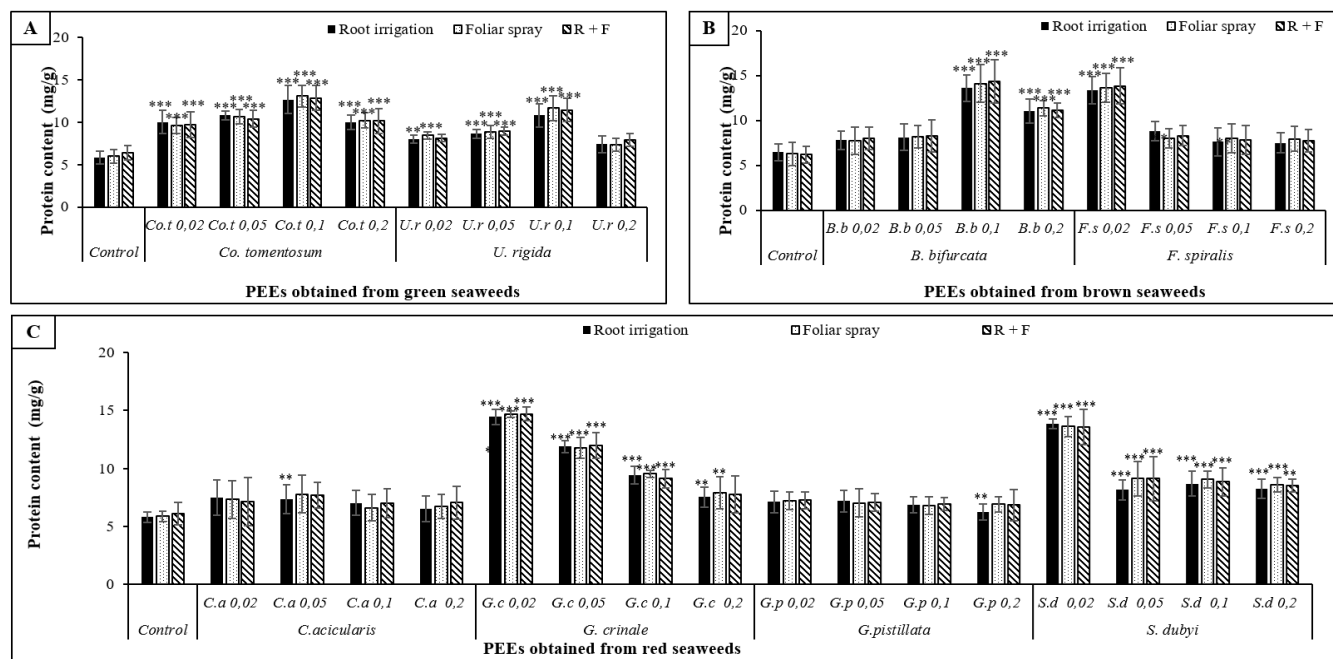 A
Root irrigation Foliar spray R + F
Protein content (mg/g)
20
15
10
5
0
*** *** *** *** *** *** *** *** *** *** *** *** ** *** *** *** *** *** *** ***
Co.t 0,02 Co.t 0,05 Co.t 0,1 Co.t 0,2 U.r 0,02 U.r 0,05 U.r 0,1 U.r 0,2
Control Co. tomentosum U. rigida
PEEs obtained from green seaweeds
B
Root irrigation Foliar spray R + F
Protein content (mg/g)
20
15
10
5
0
*** *** *** *** *** *** *** *** ***
B.b 0,02 B.b 0,05 B.b 0,1 B.b 0,2 F.s 0,02 F.s 0,05 F.s 0,1 F.s 0,2
Control B. bifurcata F. spiralis
PEEs obtained from brown seaweeds
C
Root irrigation Foliar spray R + F
Protein content (mg/g)
20
15
10
5
0
** *** *** *** *** *** *** *** *** *** ** ** ** *** *** *** *** *** *** *** *** *** *** *** **
C.a 0,02 C.a 0,05 C.a 0,1 C.a 0,2 G.c 0,02 G.c 0,05 G.c 0,1 G.c 0,2 G.p 0,02 G.p 0,05 G.p 0,1 G.p 0,2 S.d 0,02 S.d 0,05 S.d 0,1 S.d 0,2
Control C.acicularis G. crinale G.pistillata S. dubyi
PEEs obtained from red seaweeds